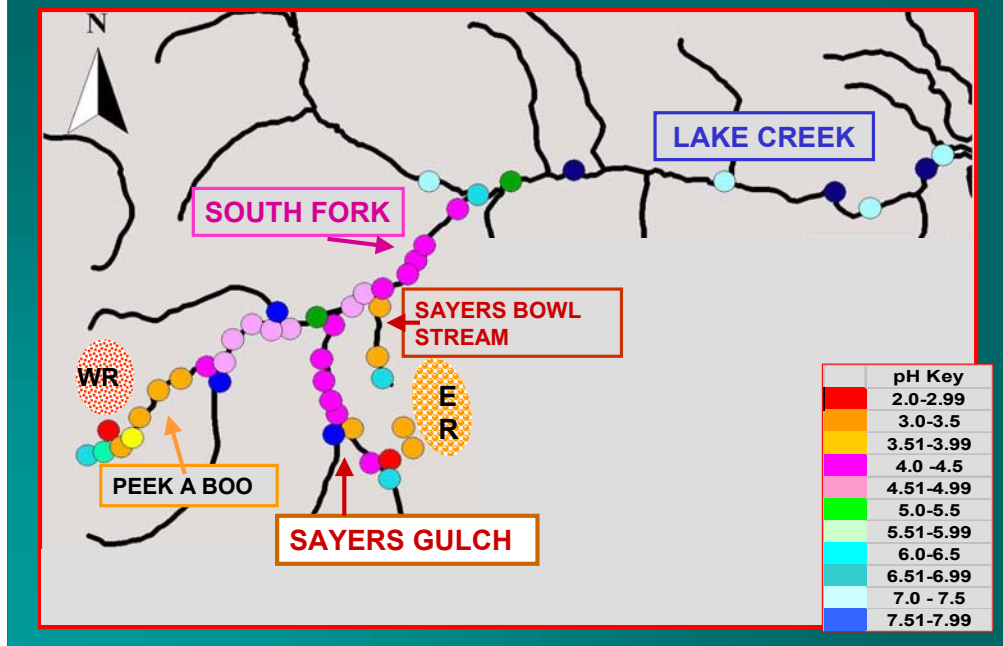 N
LAKE CREEK
SOUTH FORK
SAYERS BOWL
STREAM
WR
E
R
PEEK A BOO
SAYERS GULCH
pH Key
2.0-2.99
3.0-3.5
3.51-3.99
4.0 -4.5
4.51-4.99
5.0-5.5
5.51-5.99
6.0-6.5
6.51-6.99
7.0 - 7.5
7.51-7.99